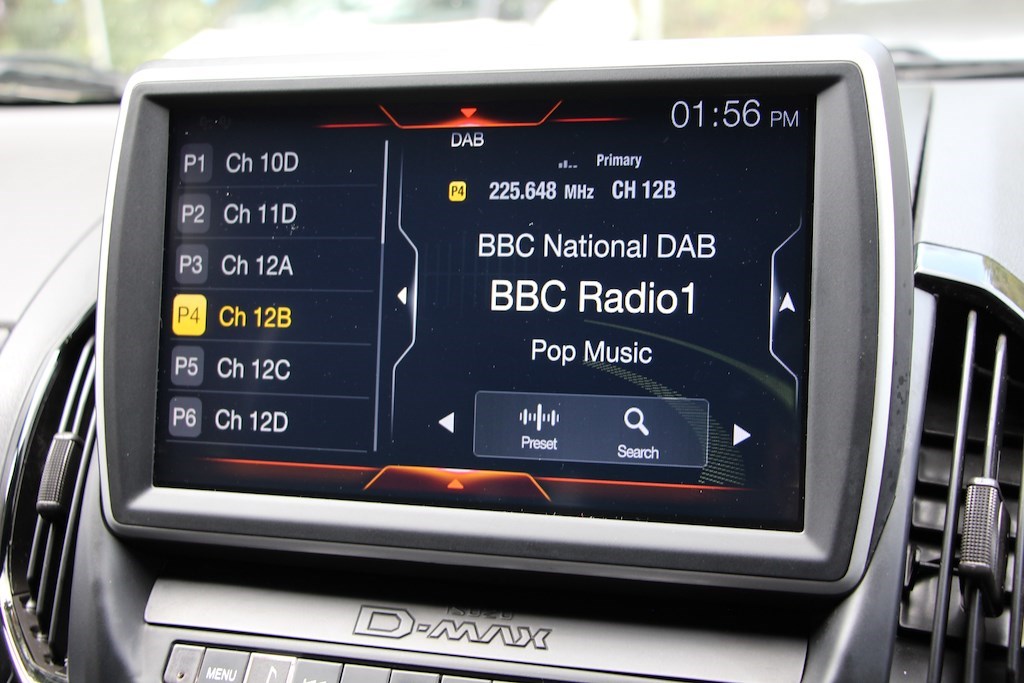 01:56 PM
DAB
P1 Ch 10D
P2 Ch 11D
P3 Ch 12A
P4 Ch 12B
P5 Ch 12C
P6 Ch 12D
Primary
P4 225.648 MHz CH 12B
BBC National DAB
BBC Radio1
Pop Music
Preset
Search
ISUZU
D-MAX
MENU